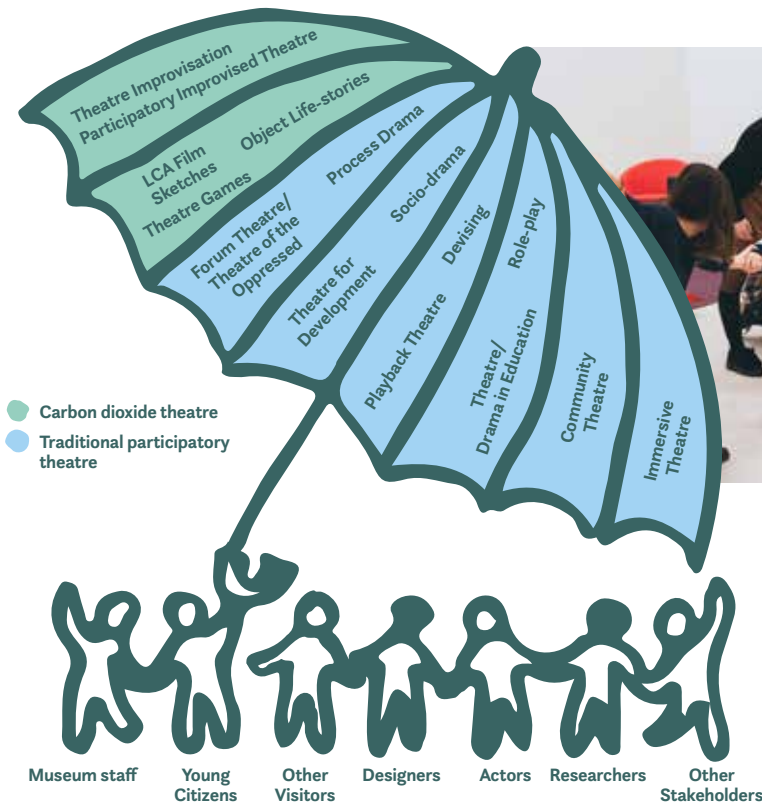 Theatre Improvisation
Participatory Improvised Theatre
LCA Film
Sketches
Object Life-stories
Theatre Games
Forum Theatre/
Theatre of the
Oppressed
Process Drama
Theatre for
Development
Socio-drama
Playback Theatre
Devising
Theatre/
Drama in Education
Role-play
Community
Theatre
Immersive
Theatre
Carbon dioxide theatre
Traditional participatory
theatre
Museum staff
Young
Citizens
Other
Visitors
Designers
Actors
Researchers
Other
Stakeholders